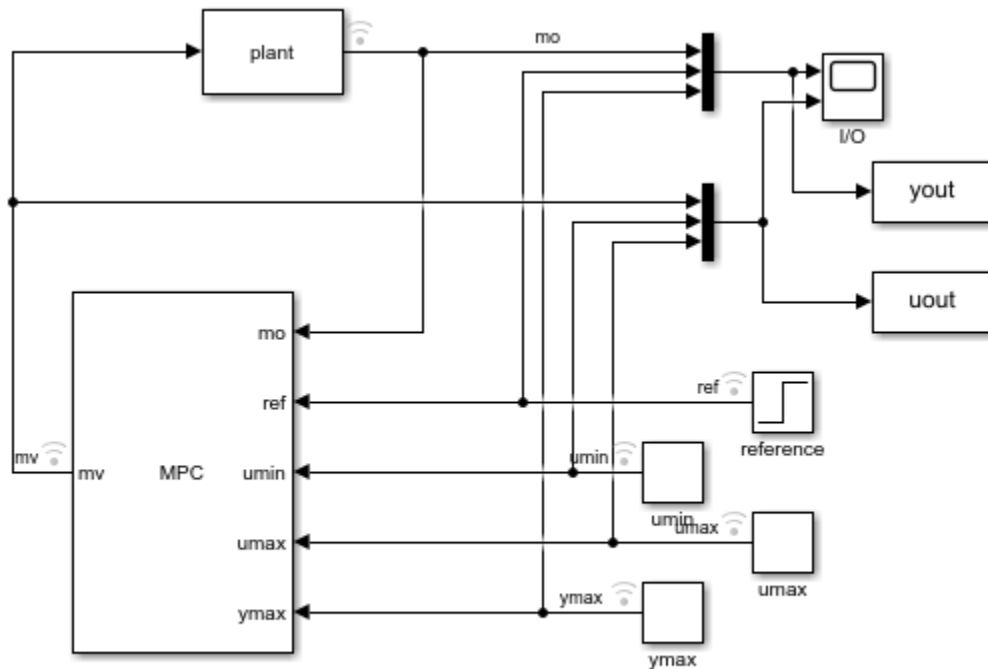 plant
mo
I/O
yout
uout
mo
ref
ref
reference
mv
mv
MPC
umin
umin
umin
umax
umax
umax
ymax
ymax
ymax